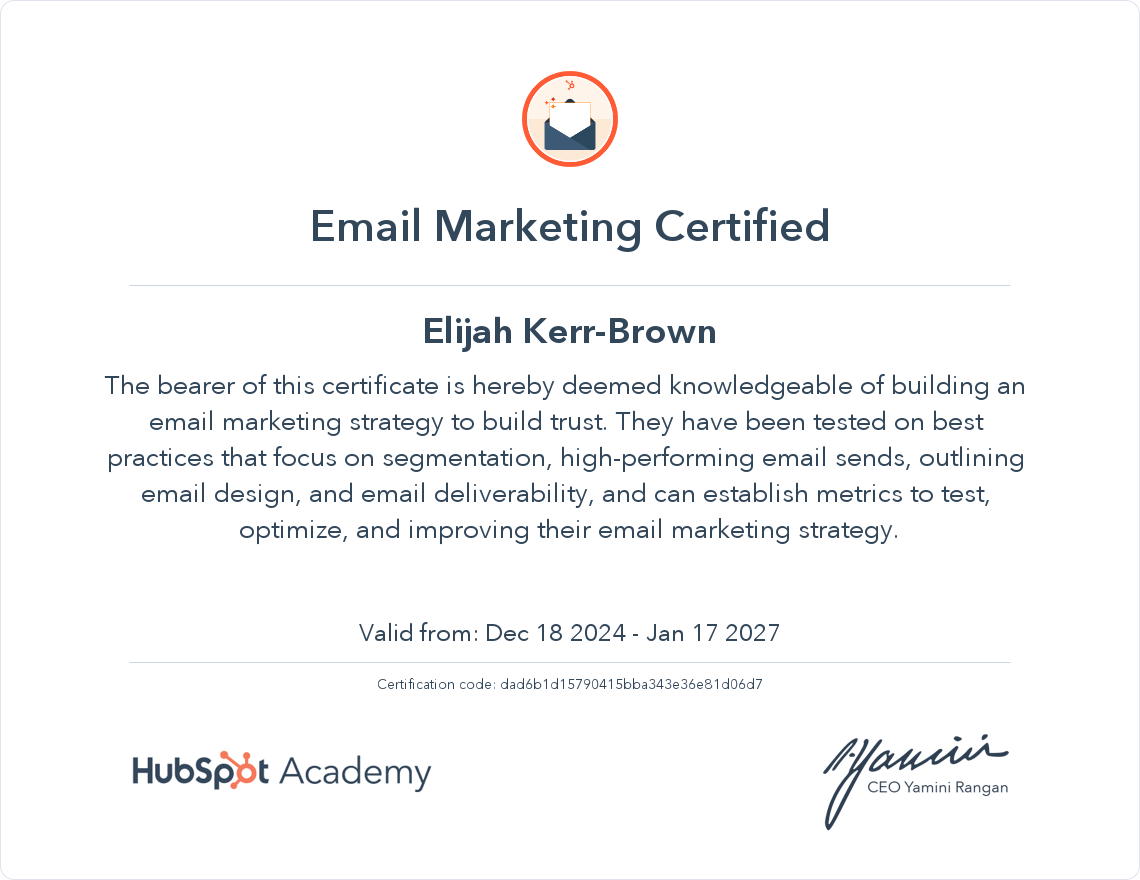 Email Marketing Certified
Elijah Kerr-Brown
The bearer of this certificate is hereby deemed knowledgeable of building an
email marketing strategy to build trust. They have been tested on best
practices that focus on segmentation, high-performing email sends, outlining
email design, and email deliverability, and can establish metrics to test,
optimize, and improving their email marketing strategy.
Valid from: Dec 18 2024 - Jan 17 2027
Certification code: dad6b1d15790415bba343e36e81d06d7
HubSpot Academy
CEO Yamini Rangan